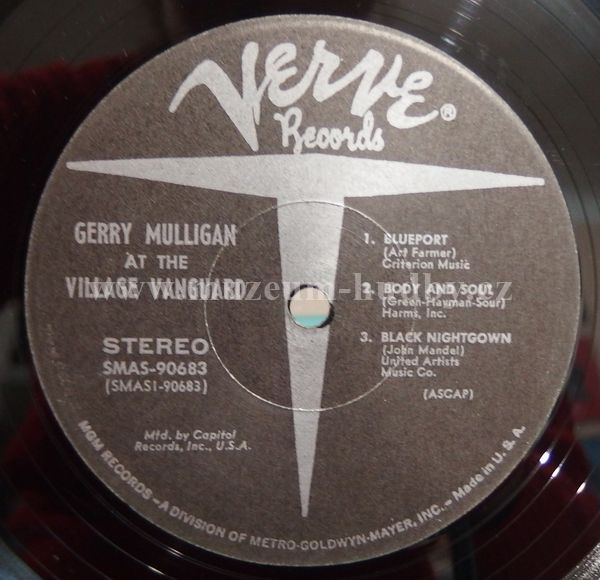 VERVE ®
Records
GERRY MULLIGAN
AT THE
VILLAGE VANGUARD
STEREO
SMAS-90683
(SMAS1-90683)
Mfd. by Capitol
Records, Inc., U.S.A.
1. BLUEPORT
(Art Farmer)
Criterion Music
2. BODY AND SOUL
(Green-Hayman-Sour)
Harms, Inc.
3. BLACK NIGHTGOWN
(John Mandel)
United Artists
Music Co.
(ASCAP)
MGM RECORDS – A DIVISION OF METRO-GOLDWYN-MAYER, INC. – Made in U. S. A.